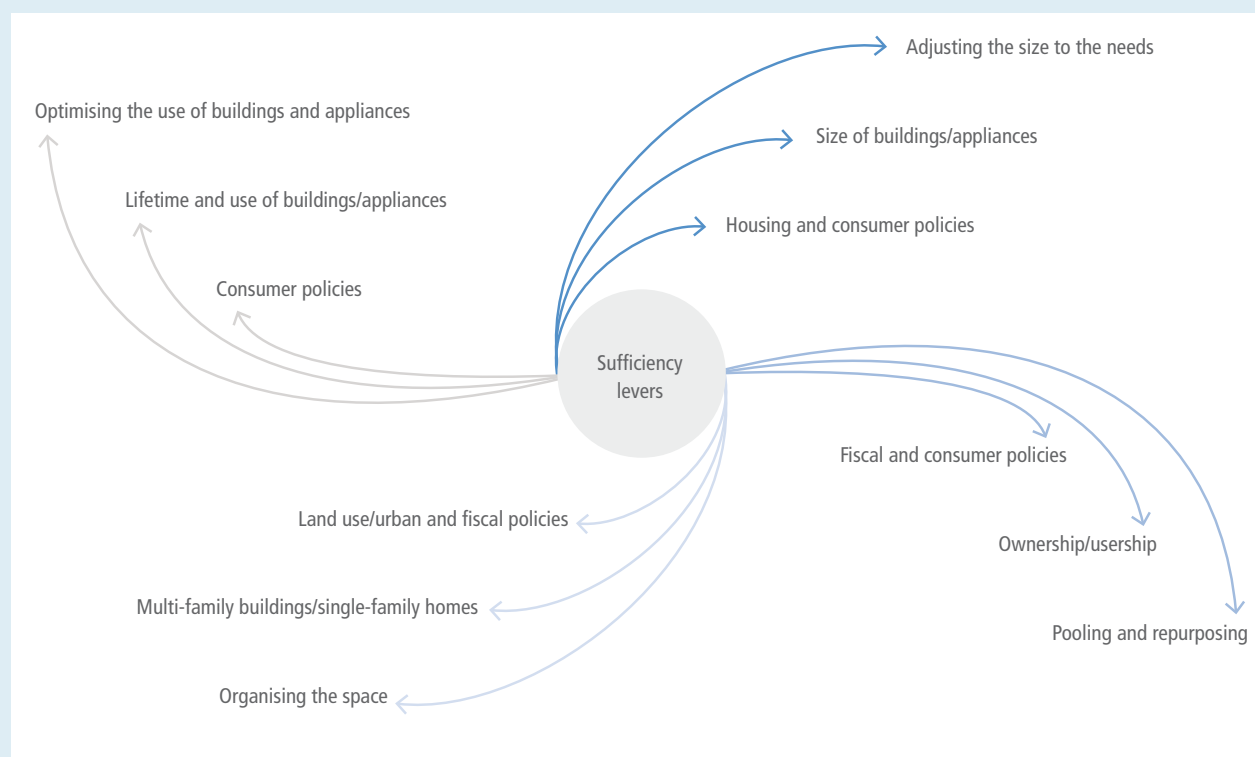 Adjusting the size to the needs
Optimising the use of buildings and appliances
Size of buildings/appliances
Lifetime and use of buildings/appliances
Housing and consumer policies
Consumer policies
Sufficiency
levers
Fiscal and consumer policies
Land use/urban and fiscal policies
Ownership/usership
Multi-family buildings/single-family homes
Pooling and repurposing
Organising the space